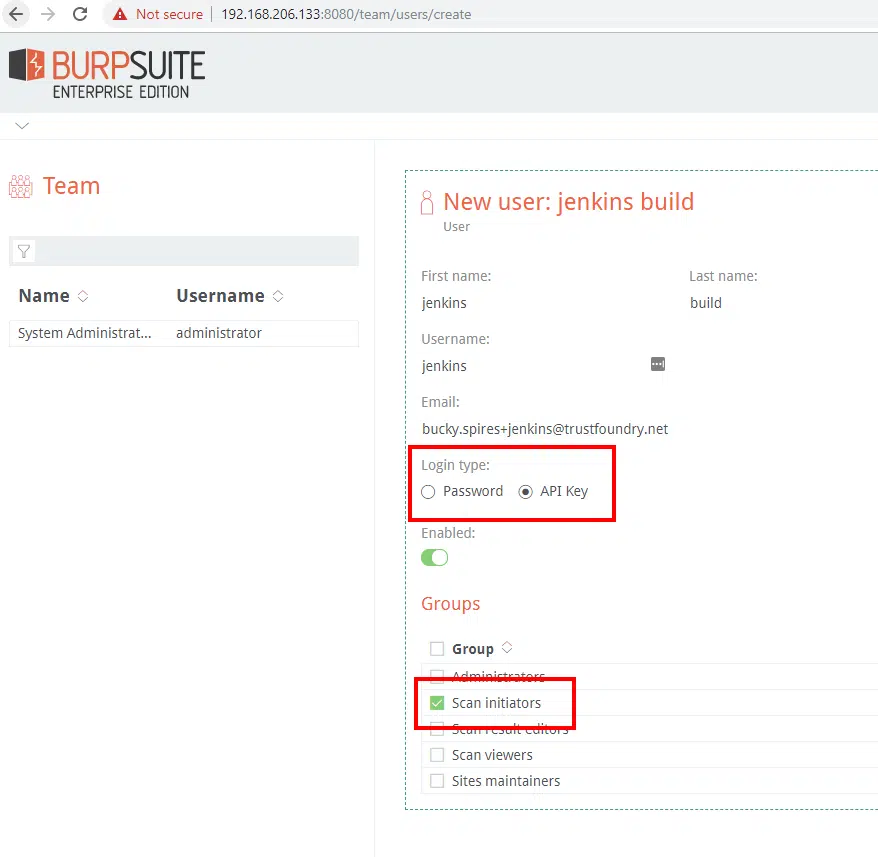 Not secure | 192.168.206.133:8080/team/users/create
BURPSUITE
ENTERPRISE EDITION
Team
Name Username
System Administrat... administrator
New user: jenkins build
User
First name: Last name:
jenkins build
Username:
jenkins
Email:
bucky.spires+jenkins@trustfoundry.net
Login type:
Password API Key
Enabled:
Groups
Group
Administrators
Scan initiators
Scan result editors
Scan viewers
Sites maintainers